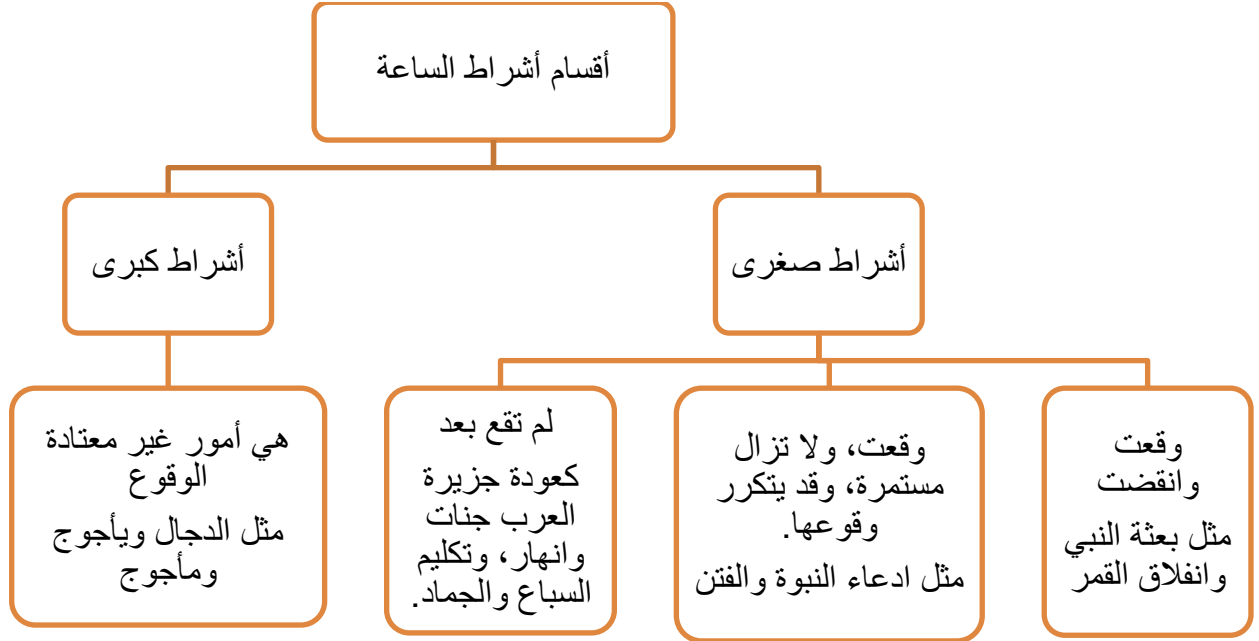 أقسام أشراط الساعة
أشراط صغرى
أشراط كبرى
وقعت
وانقضت
مثل بعثة النبي
وانفلاق القمر
وقعت، ولا تزال
مستمرة، وقد يتكرر
وقوعها.
مثل ادعاء النبوة والفتن
لم تقع بعد
كعودة جزيرة
العرب جنات
وانهار، وتكليم
السباع والجماد.
هي أمور غير معتادة
الوقوع
مثل الدجال ويأجوج
ومأجوج